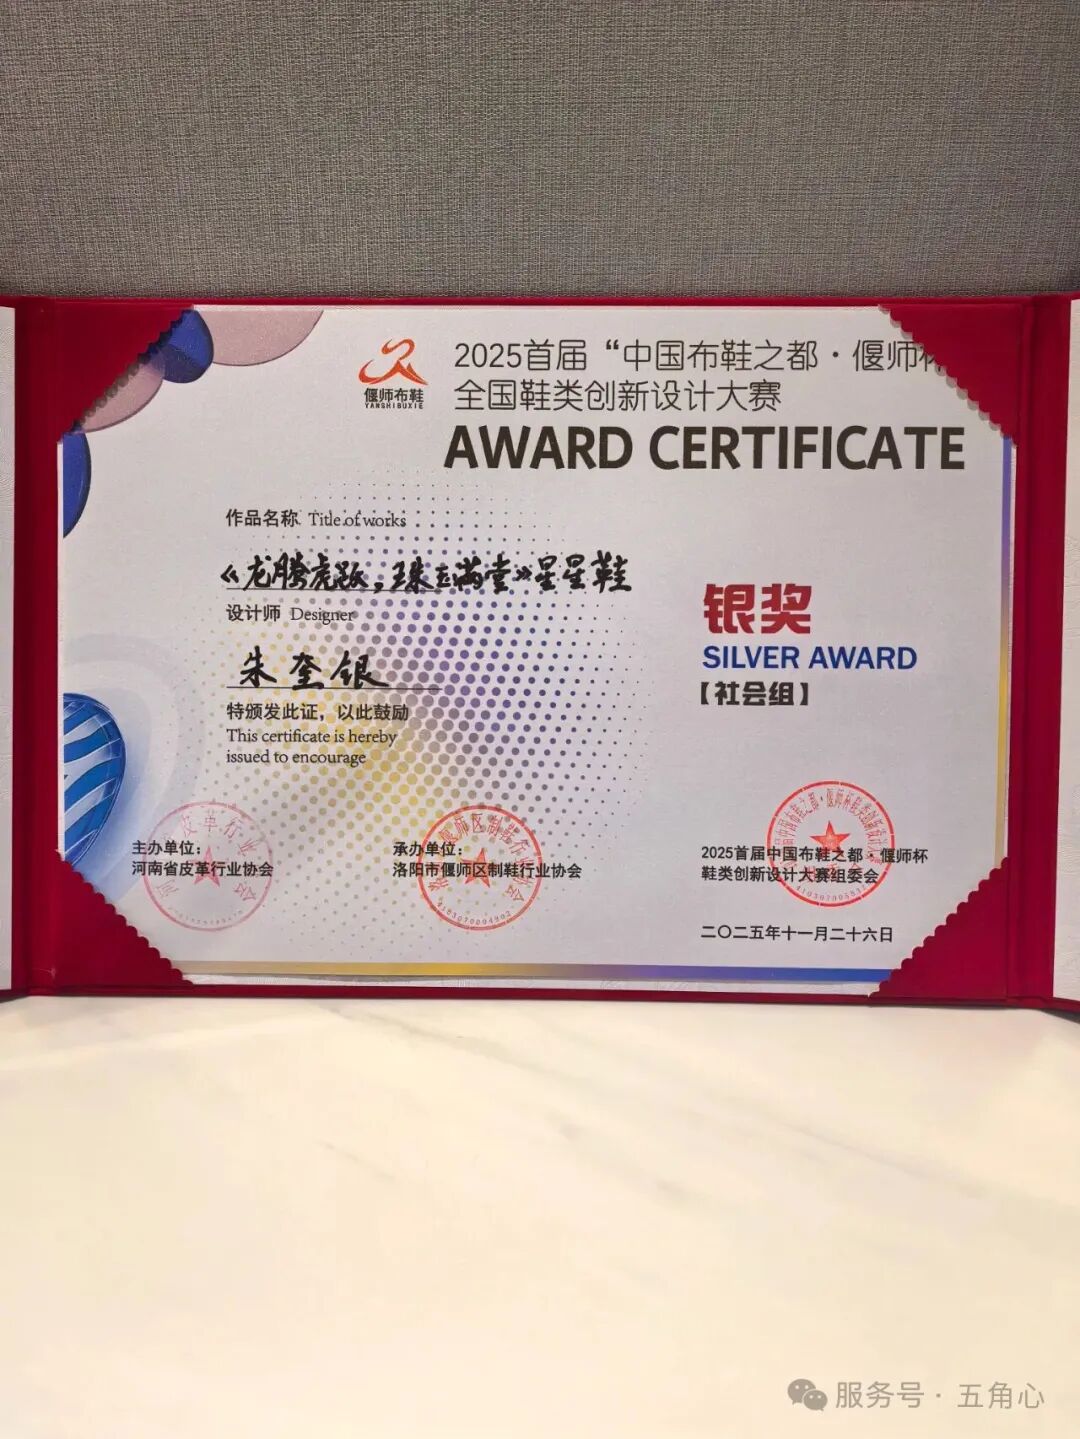 偃师布鞋
YANSHIBUXIE
2025首届“中国布鞋之都·偃师杯
全国鞋类创新设计大赛
AWARD CERTIFICATE
作品名称 Title of works
《龙腾虎跃，珠玉满堂》星星鞋
设计师 Designer
朱奎银
特颁发此证，以此鼓励
This certificate is hereby
issued to encourage
银奖
SILVER AWARD
【社会组】
主办单位：
河南省皮革行业协会
承办单位：
洛阳市偃师区制鞋行业协会
2025首届中国布鞋之都·偃师杯
鞋类创新设计大赛组委会
二〇二五年十一月二十六日
服务号·五角心